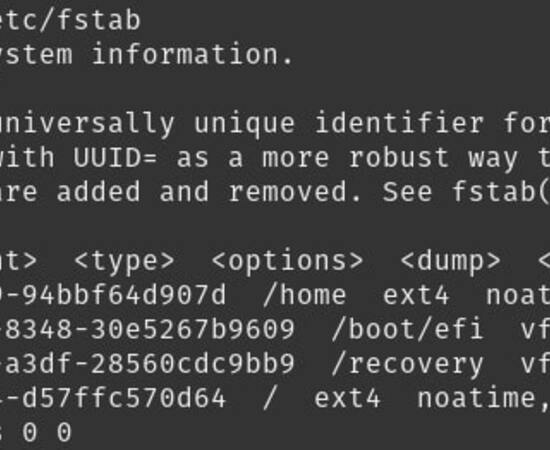 etc/fstab
ystem information.
universally unique identifier for
with UUID= as a more robust way t
are added and removed. See fstab(
nt> <type> <options> <dump> <
9-94bbf64d907d /home ext4 noat
-8348-30e5267b9609 /boot/efi vf
-a3df-28560cdc9bb9 /recovery vf
4-d57ffc570d64 / ext4 noatime,
s 0 0